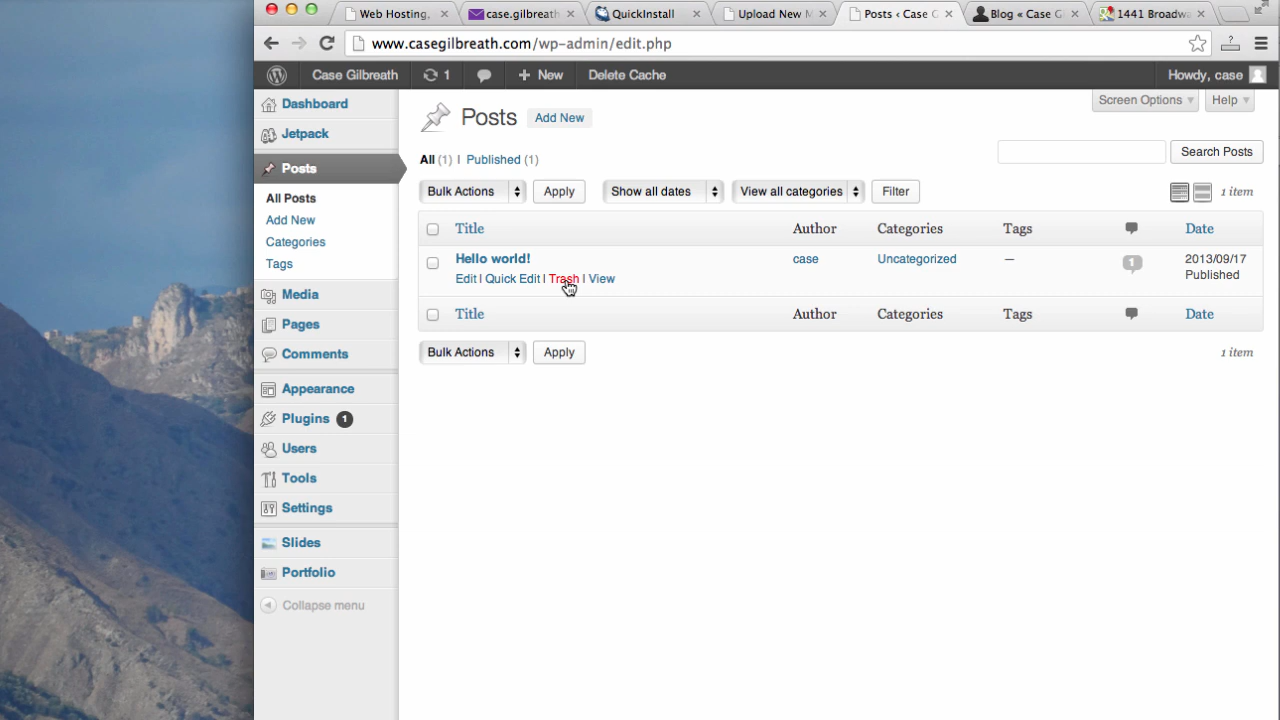 Web Hosting,
case.gilbreath
QuickInstall
Upload New M
Posts ‹ Case G
Blog « Case G
1441 Broadwa
www.casegilbreath.com/wp-admin/edit.php
Case Gilbreath
1
New
Delete Cache
Howdy, case
Dashboard
Jetpack
Posts
All Posts
Add New
Categories
Tags
Media
Pages
Comments
Appearance
Plugins 1
Users
Tools
Settings
Slides
Portfolio
Collapse menu
Screen Options
Help
Posts
Add New
All (1) | Published (1)
Search Posts
Bulk Actions
Apply
Show all dates
View all categories
Filter
1 item
Title
Author
Categories
Tags
Date
Hello world!
case
Uncategorized
—
1
2013/09/17
Published
Edit | Quick Edit | Trash | View
Title
Author
Categories
Tags
Date
Bulk Actions
Apply
1 item